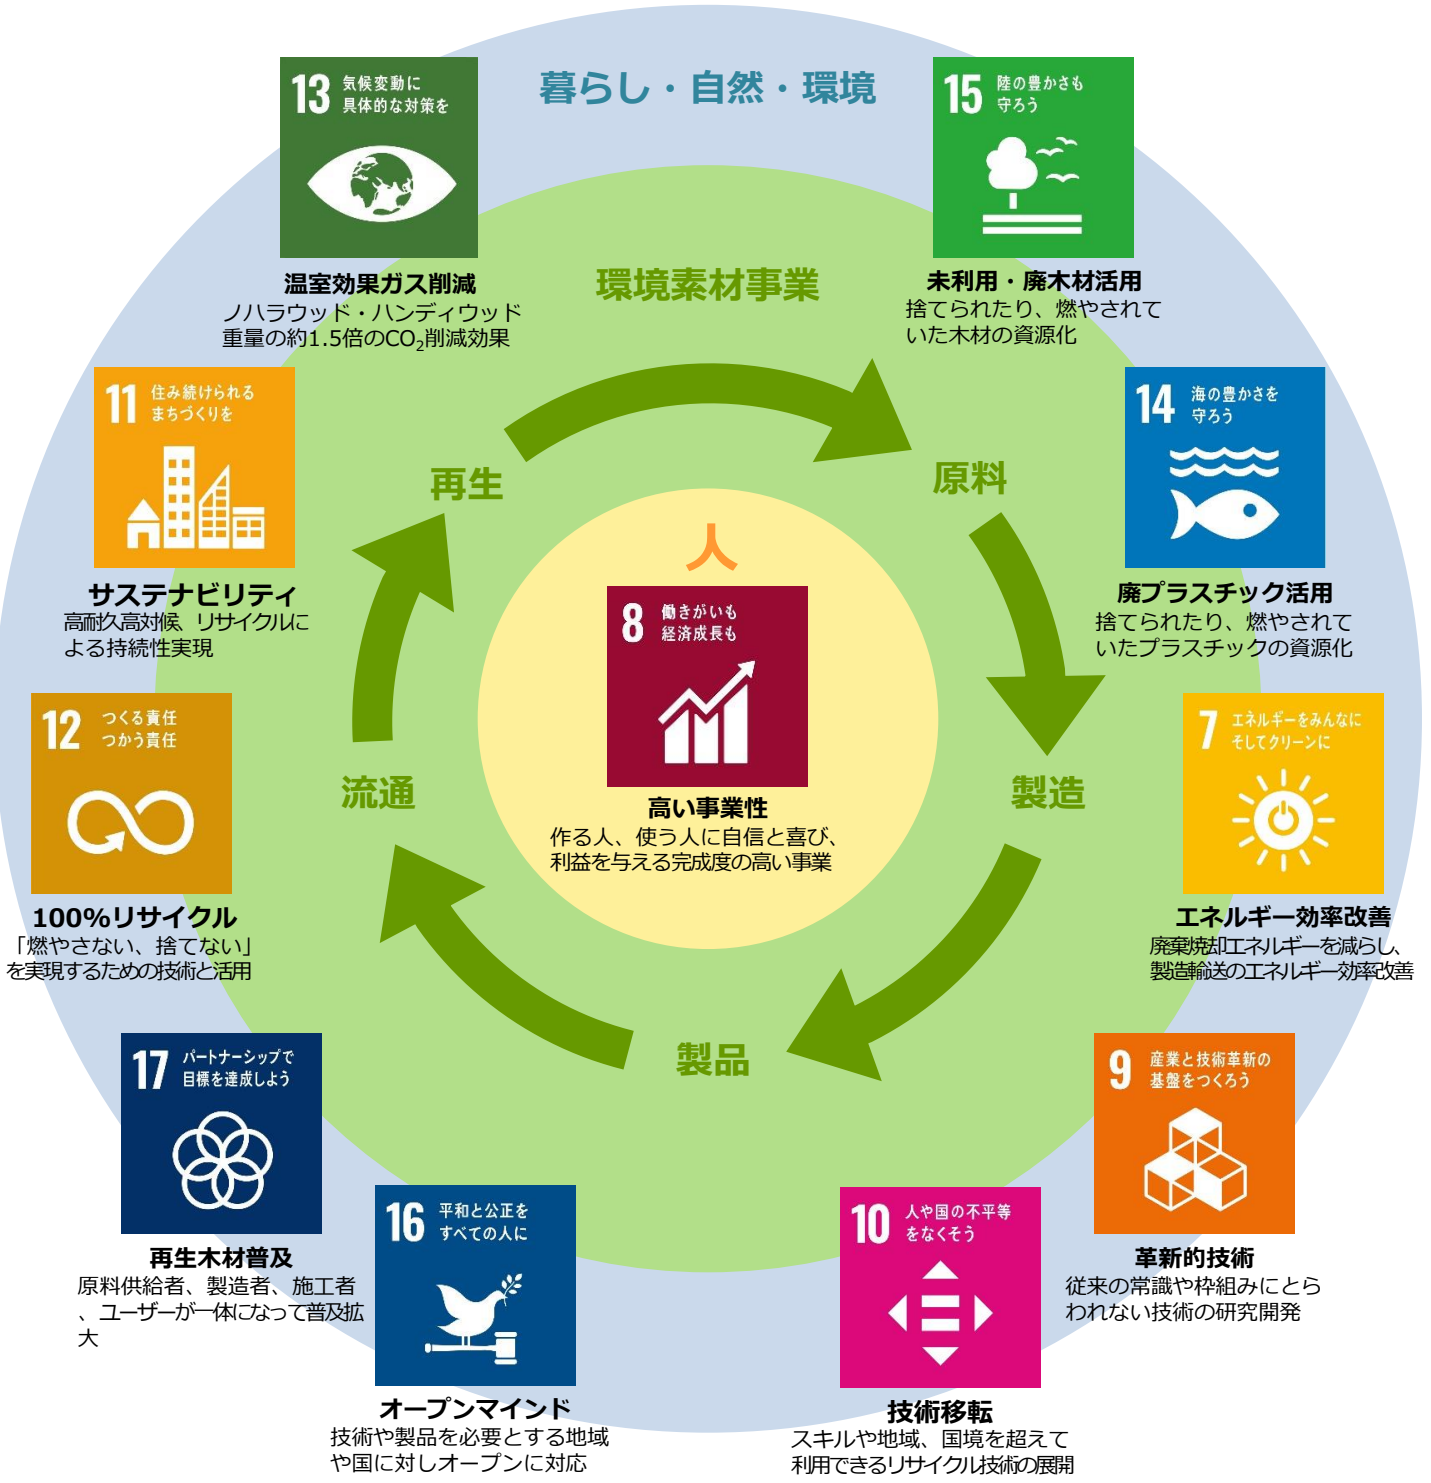 暮らし・自然・環境
13 気候変動に
具体的な対策を
温室効果ガス削減
ノハラウッド・ハンディウッド
重量の約1.5倍のCO₂削減効果
15 陸の豊かさも
守ろう
未利用・廃木材活用
捨てられたり、燃やされて
いた木材の資源化
環境素材事業
11 住み続けられる
まちづくりを
サステナビリティ
高耐久高対候、リサイクルに
よる持続性実現
14 海の豊かさを
守ろう
廃プラスチック活用
捨てられたり、燃やされて
いたプラスチックの資源化
再生
原料
人
8 働きがいも
経済成長も
高い事業性
作る人、使う人に自信と喜び、
利益を与える完成度の高い事業
12 つくる責任
つかう責任
100%リサイクル
「燃やさない、捨てない」
を実現するための技術と活用
流通
製造
7 エネルギーをみんなに
そしてクリーンに
エネルギー効率改善
廃棄焼却エネルギーを減らし、
製造輸送のエネルギー効率改善
製品
17 パートナーシップで
目標を達成しよう
再生木材普及
原料供給者、製造者、施工者
、ユーザーが一体になって普及拡
大
9 産業と技術革新の
基盤をつくろう
革新的技術
従来の常識や枠組みにとら
われない技術の研究開発
16 平和と公正を
すべての人に
オープンマインド
技術や製品を必要とする地域
や国に対しオープンに対応
10 人や国の不平等
をなくそう
技術移転
スキルや地域、国境を超えて
利用できるリサイクル技術の展開